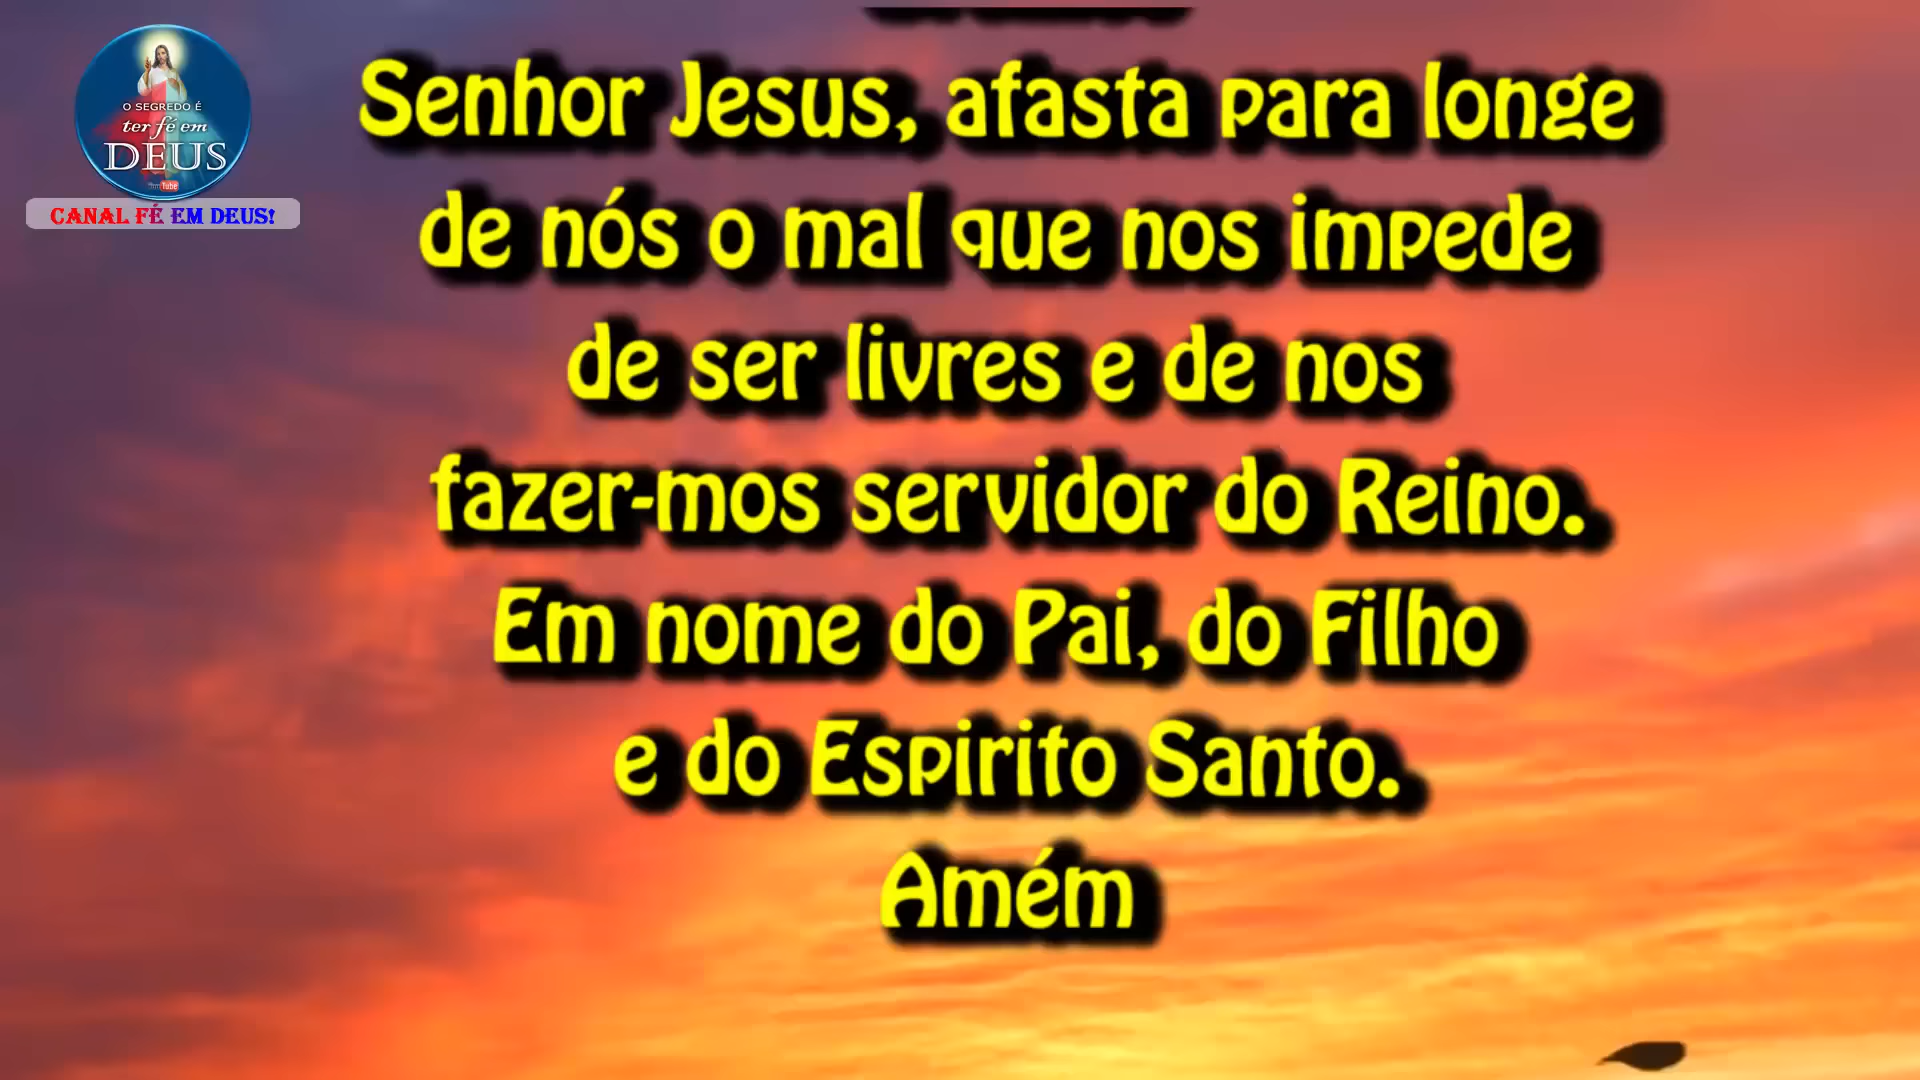 O SEGREDO É
ter fé em
DEUS
CANAL FÉ EM DEUS!
Senhor Jesus, afasta para longe
de nós o mal que nos impede
de ser livres e de nos
fazer-mos servidor do Reino.
Em nome do Pai, do Filho
e do Espirito Santo.
Amém